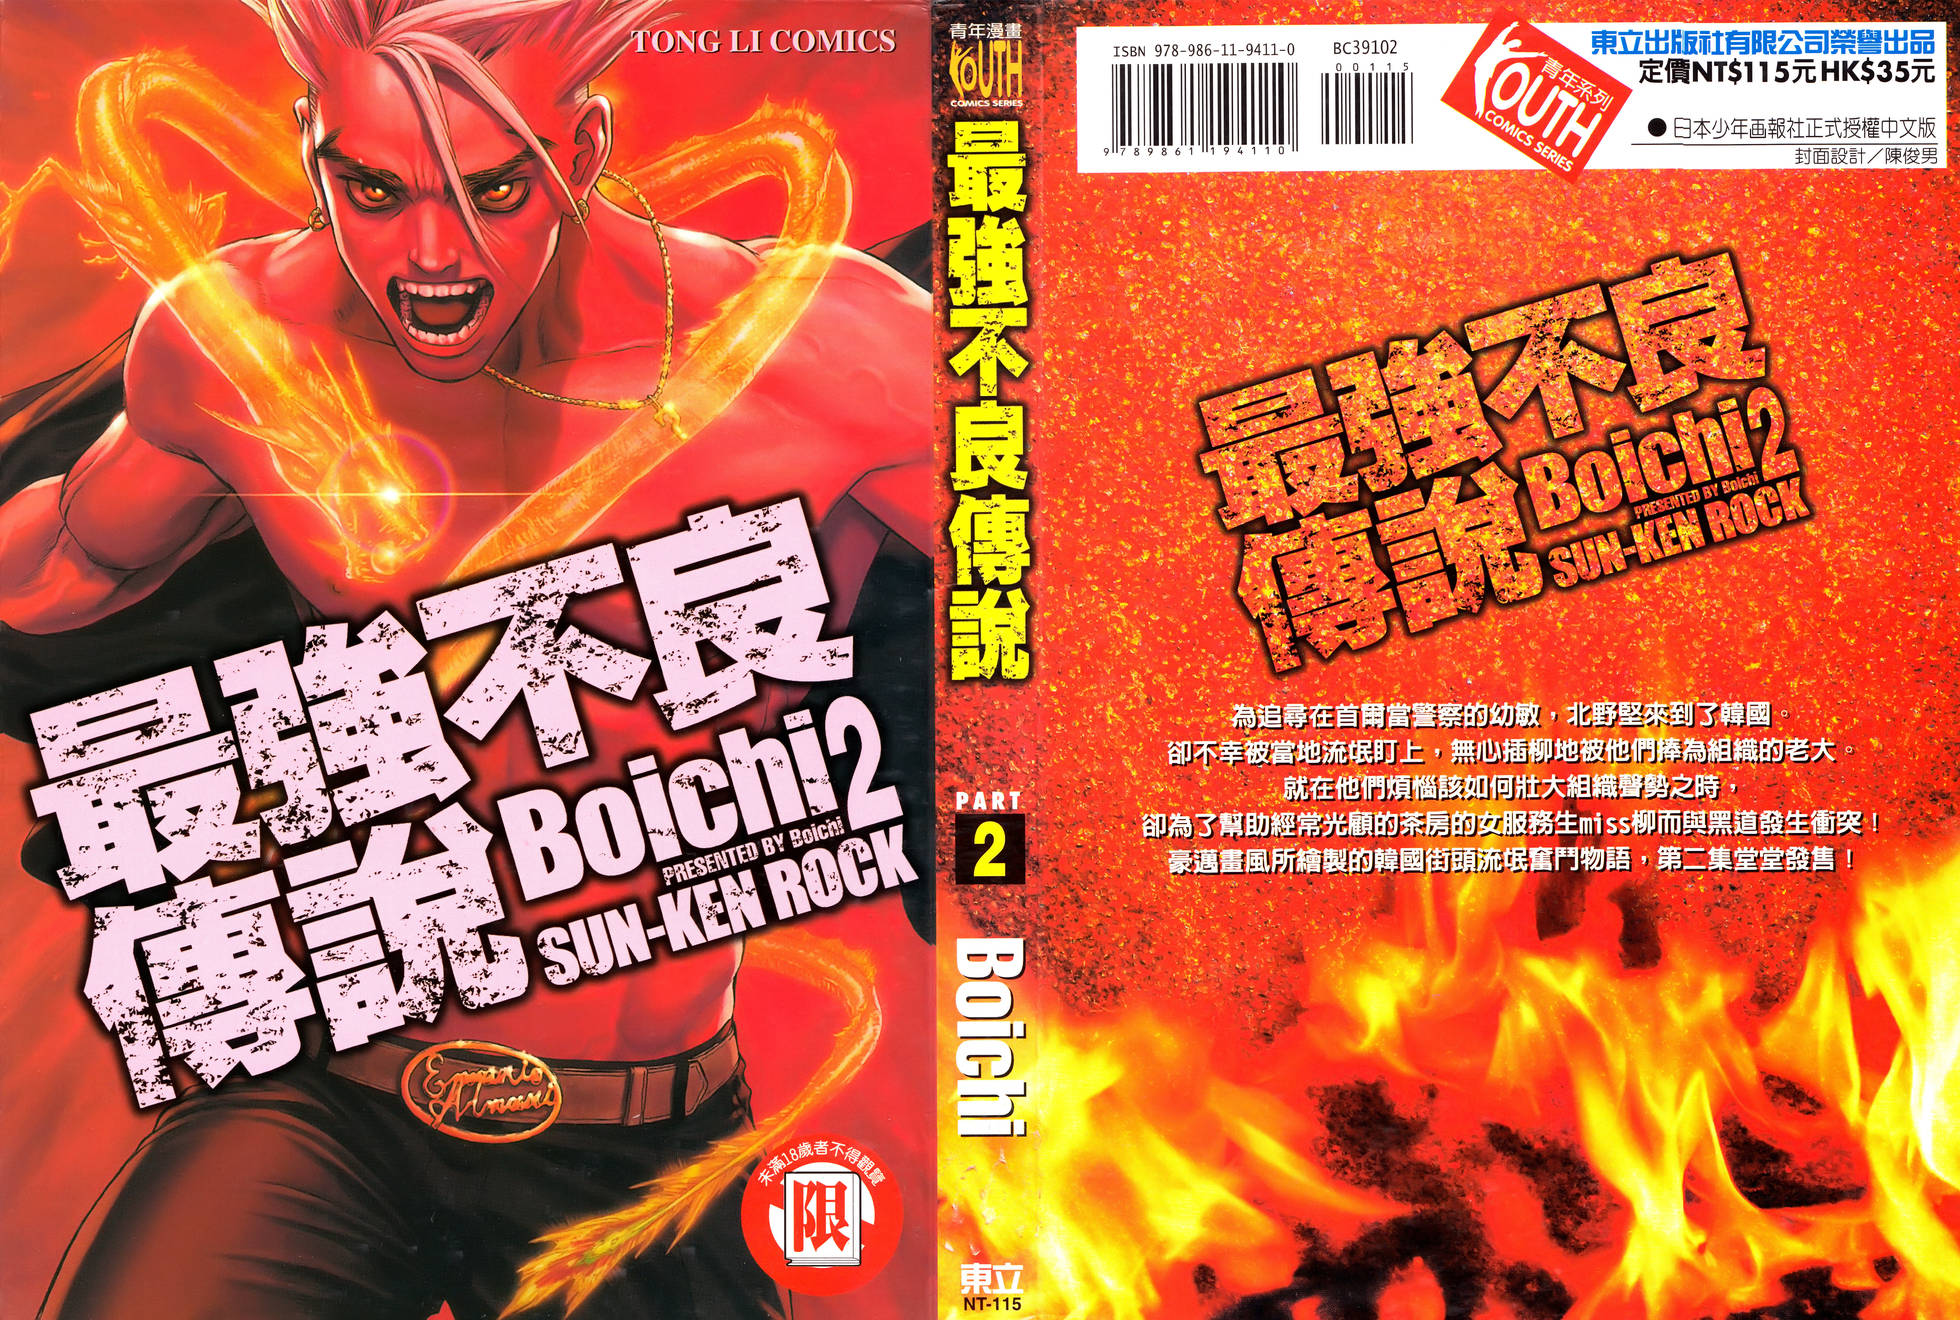 TONG LI COMICS
最強不良
傳說
Boichi 2
PRESENTED BY Boichi
SUN-KEN ROCK
Emporio
Armani
未滿18歲者不得觀覽
限
青年漫畫
YOUTH
COMICS SERIES
最強不良傳說
PART
2
Boichi
東立
NT-115
ISBN 978-986-11-9411-0
BC39102
00115
9789861194110
青年系列
YOUTH
COMICS SERIES
東立出版社有限公司榮譽出品
定價NT$115元 HK$35元
●日本少年画報社正式授權中文版
封面設計／陳俊男
最強不良
傳說
Boichi 2
PRESENTED BY Boichi
SUN-KEN ROCK
為追尋在首爾當警察的幼敏，北野堅來到了韓國。
卻不幸被當地流氓盯上，無心插柳地被他們捧為組織的老大。
就在他們煩惱該如何壯大組織聲勢之時，
卻為了幫助經常光顧的茶房的女服務生miss柳而與黑道發生衝突！
豪邁畫風所繪製的韓國街頭流氓奮鬥物語，第二集堂堂發售！